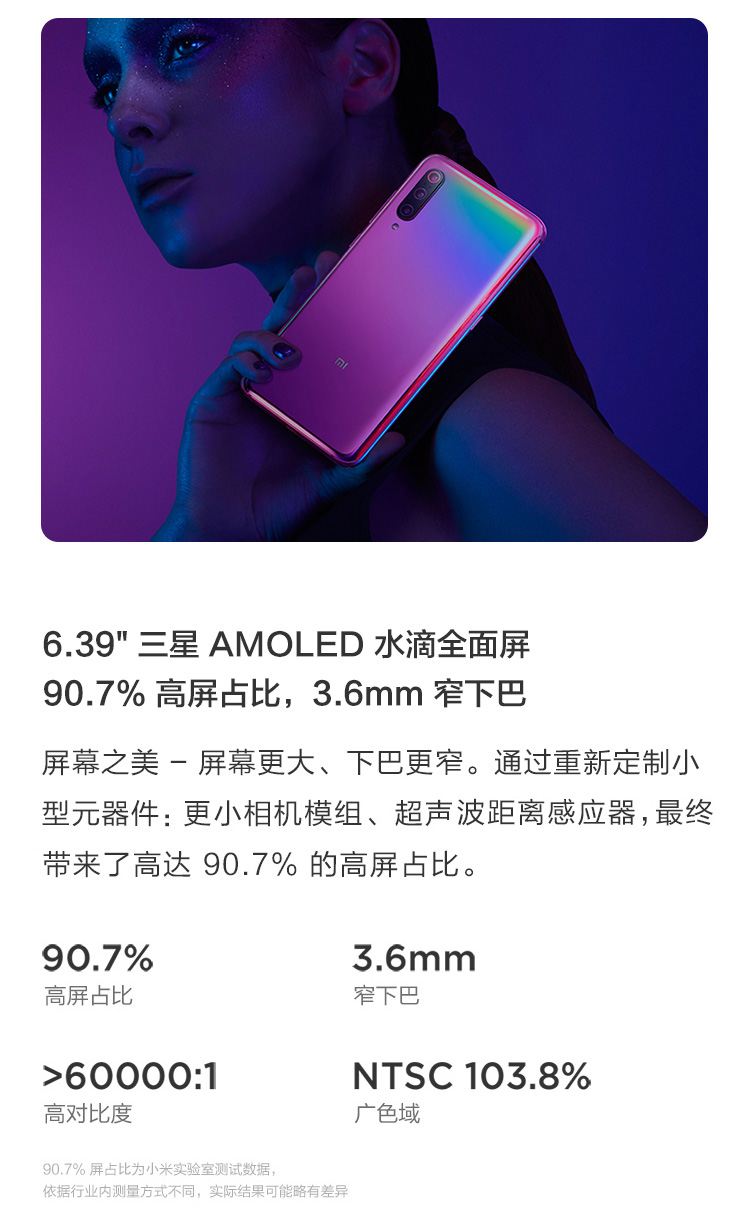 mi
6.39" 三星 AMOLED 水滴全面屏
90.7% 高屏占比，3.6mm 窄下巴
屏幕之美 – 屏幕更大、下巴更窄。通过重新定制小
型元器件：更小相机模组、超声波距离感应器，最终
带来了高达 90.7% 的高屏占比。
90.7%
高屏占比
3.6mm
窄下巴
>60000:1
高对比度
NTSC 103.8%
广色域
90.7% 屏占比为小米实验室测试数据，
依据行业内测量方式不同，实际结果可能略有差异